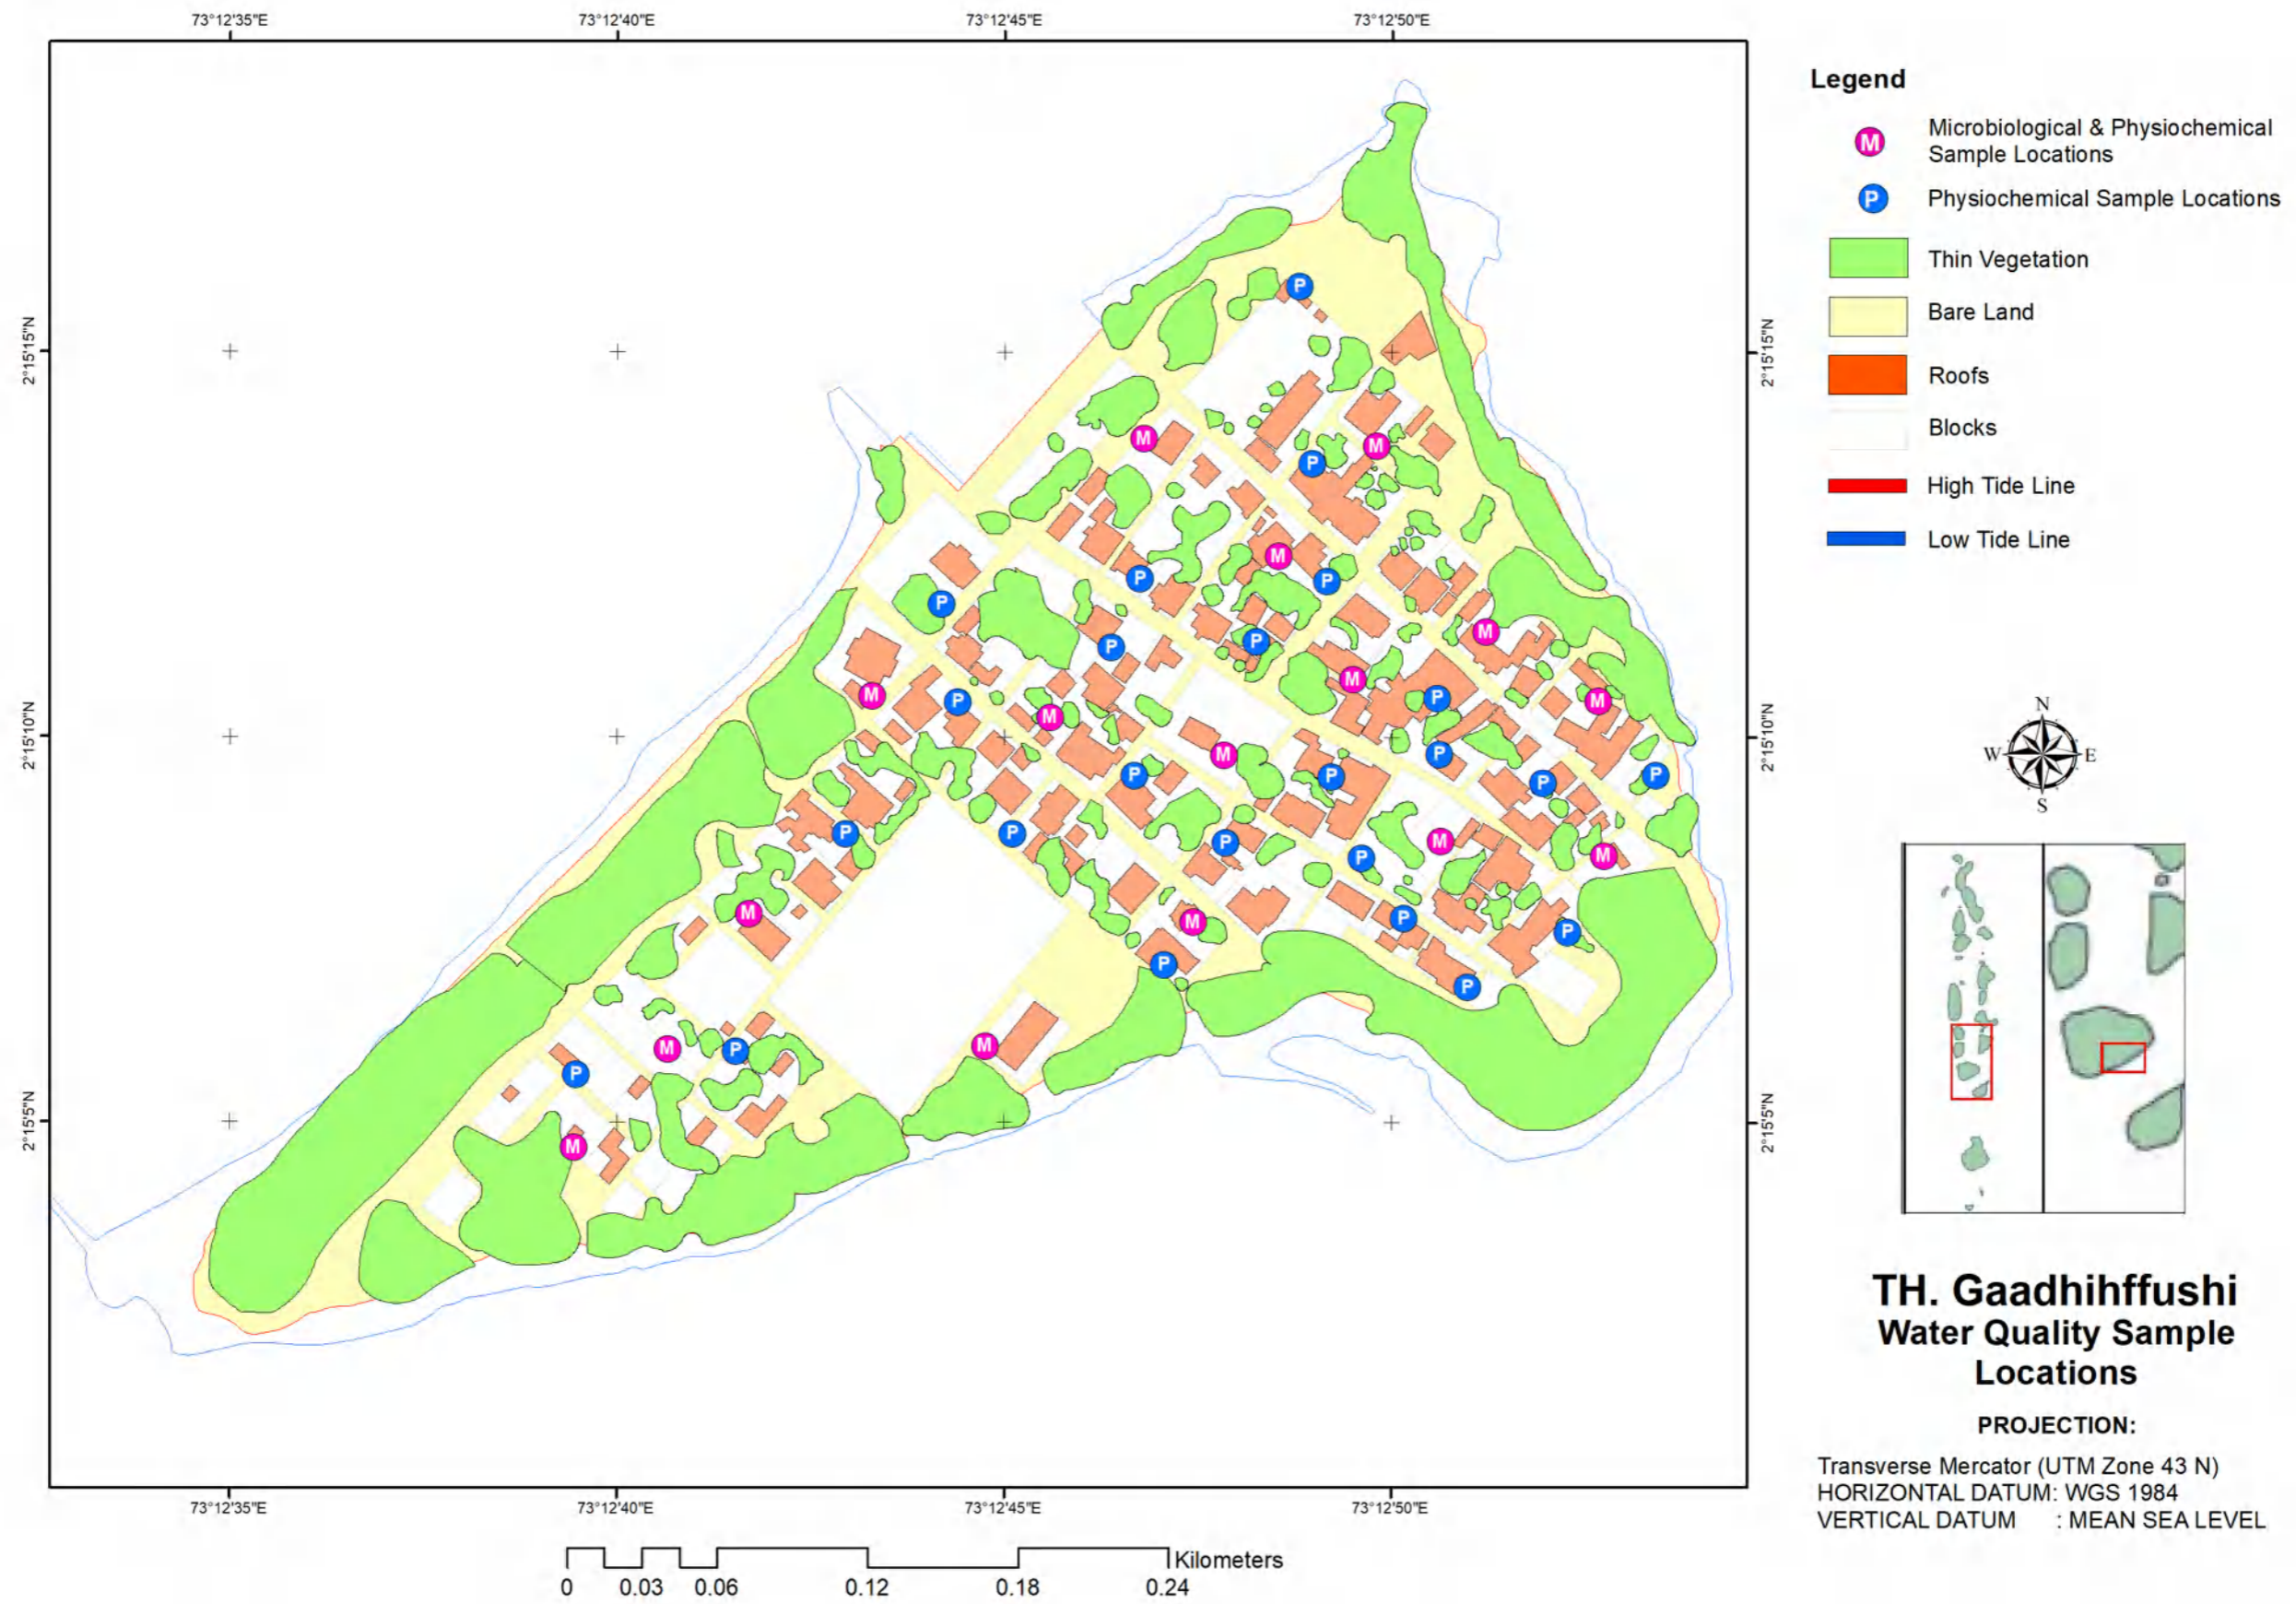 73°12'35"E 73°12'40"E 73°12'45"E 73°12'50"E
2°15'15"N
2°15'10"N
2°15'5"N
2°15'15"N
2°15'10"N
2°15'5"N
P
M
M
P
M
P
P
P
M
P
P
M
M
P
P
M
M
P
M
P
P
P
P
P
P
P
P
M
P
M
M
M
P
P
P
P
M
M
P
P
M
73°12'35"E 73°12'40"E 73°12'45"E 73°12'50"E
Kilometers
0 0.03 0.06 0.12 0.18 0.24
Legend
M Microbiological & Physiochemical
Sample Locations
P Physiochemical Sample Locations
Thin Vegetation
Bare Land
Roofs
Blocks
High Tide Line
Low Tide Line
N
W E
S
TH. Gaadhihffushi
Water Quality Sample
Locations
PROJECTION:
Transverse Mercator (UTM Zone 43 N)
HORIZONTAL DATUM: WGS 1984
VERTICAL DATUM : MEAN SEA LEVEL